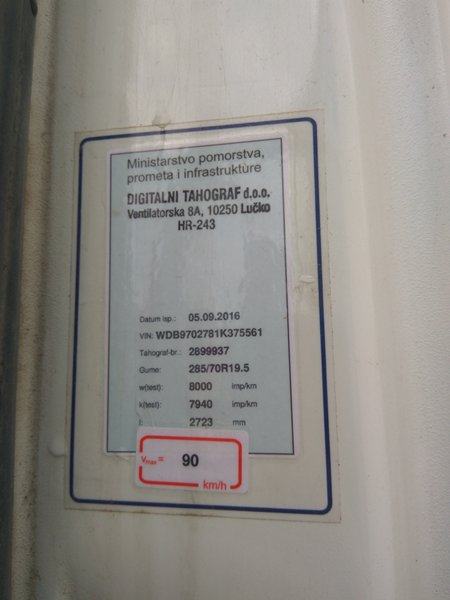 Ministarstvo pomorstva,
prometa i infrastrukture
DIGITALNI TAHOGRAF d.o.o.
Ventilatorska 8A, 10250 Lučko
HR-243
Datum isp.: 05.09.2016
VIN: WDB9702781K375561
Tahograf-br.: 2899937
Gume: 285/70R19.5
w(test): 8000 imp/km
k(test): 7940 imp/km
l: 2723 mm
Vmax = 90
km/h